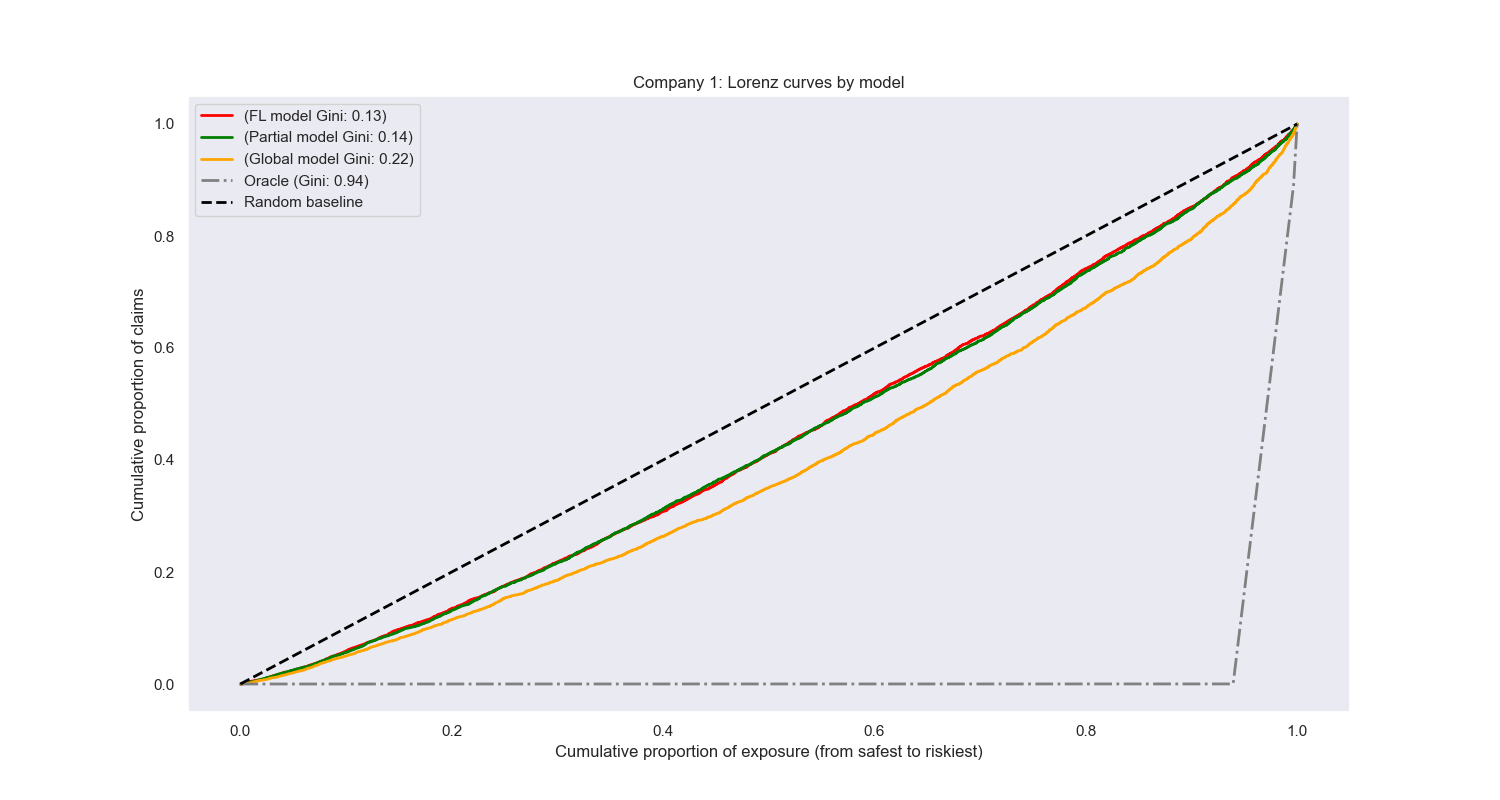 Company 1: Lorenz curves by model
(FL model Gini: 0.13)
(Partial model Gini: 0.14)
(Global model Gini: 0.22)
Oracle (Gini: 0.94)
Random baseline
1.0
0.8
0.6
0.4
0.2
0.0
Cumulative proportion of claims
0.0 0.2 0.4 0.6 0.8 1.0
Cumulative proportion of exposure (from safest to riskiest)